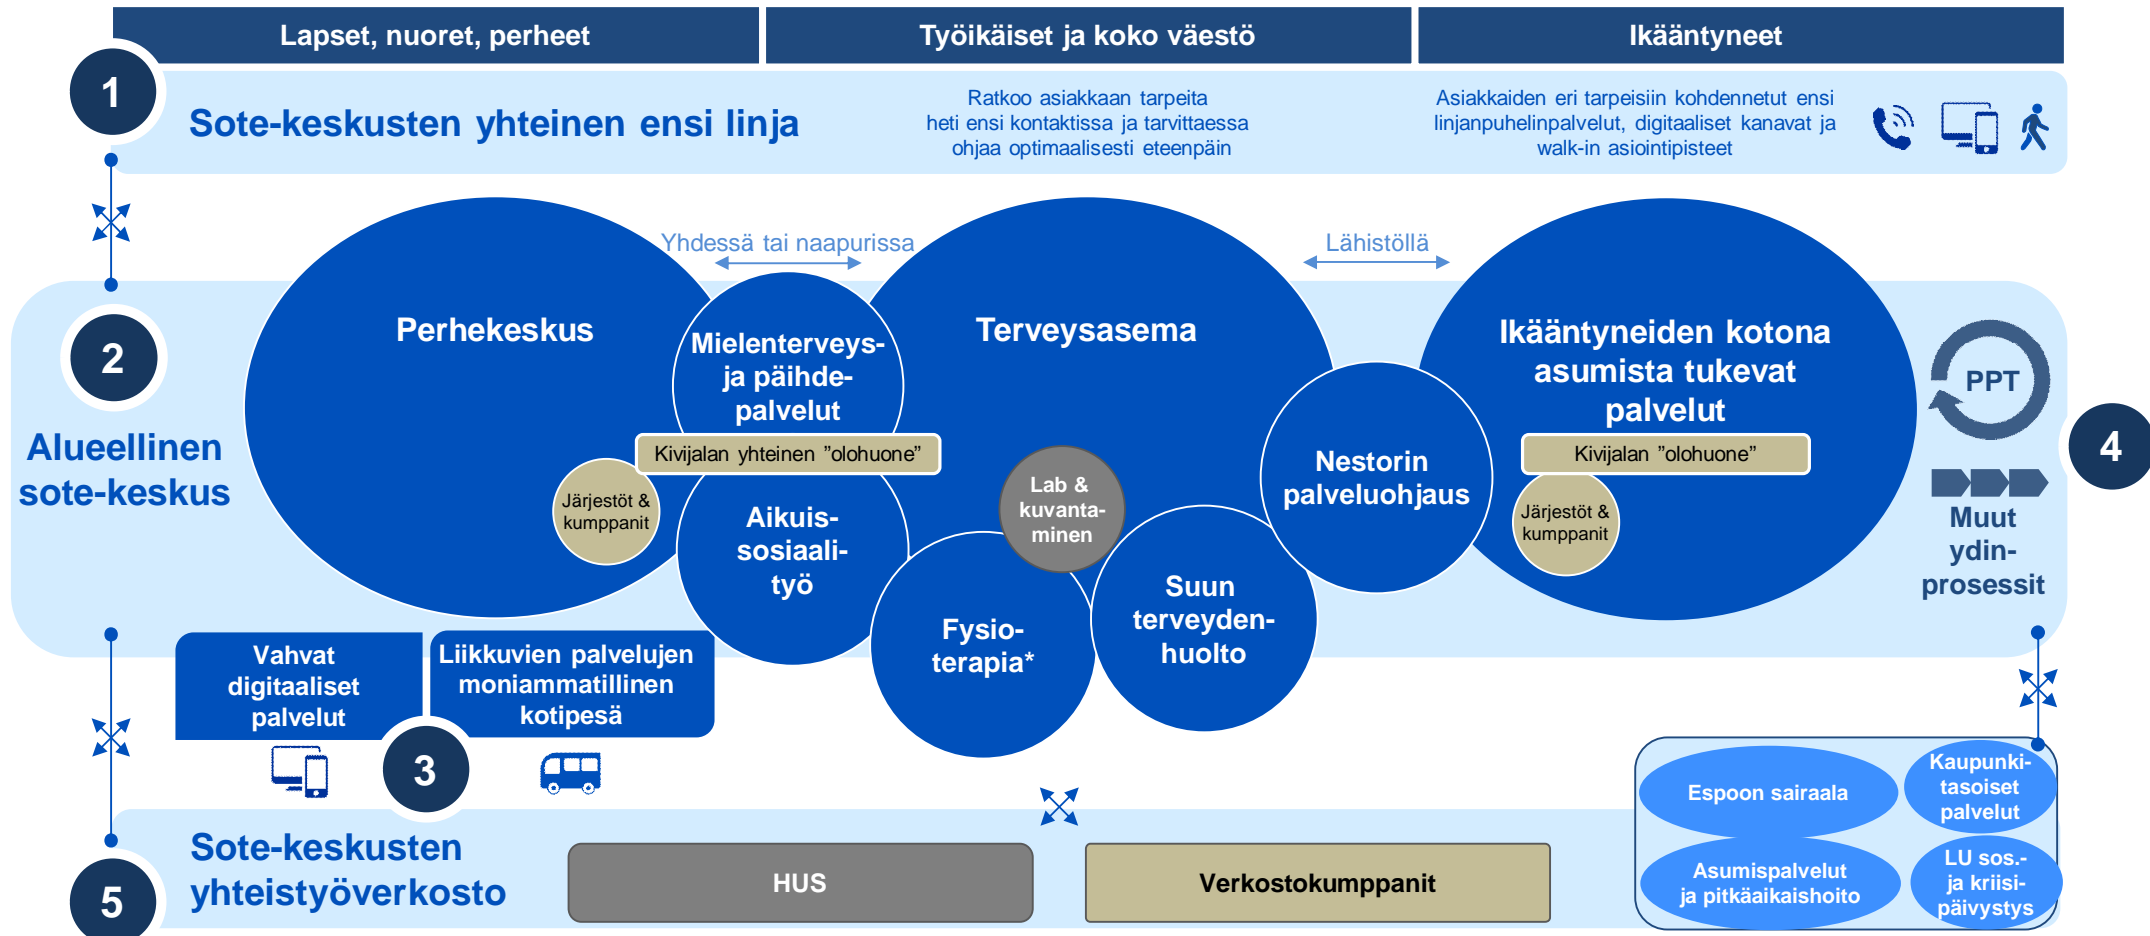 Lapset, nuoret, perheet
Työikäiset ja koko väestö
Ikääntyneet
1
Sote-keskusten yhteinen ensi linja
Ratkoo asiakkaan tarpeita
heti ensi kontaktissa ja tarvittaessa
ohjaa optimaalisesti eteenpäin
Asiakkaiden eri tarpeisiin kohdennetut ensi
linjanpuhelinpalvelut, digitaaliset kanavat ja
walk-in asiointipisteet
Yhdessä tai naapurissa
Lähistöllä
2
Alueellinen
sote-keskus
Perhekeskus
Mielenterveys-
ja päihde-
palvelut
Terveysasema
Ikääntyneiden kotona
asumista tukevat
palvelut
PPT
4
Kivijalan yhteinen ”olohuone”
Kivijalan ”olohuone”
Järjestöt &
kumppanit
Aikuis-
sosiaali-
työ
Lab &
kuvanta-
minen
Nestorin
palveluohjaus
Järjestöt &
kumppanit
Muut
ydin-
prosessit
Fysio-
terapia*
Suun
terveyden-
huolto
Vahvat
digitaaliset
palvelut
Liikkuvien palvelujen
moniammatillinen
kotipesä
3
Espoon sairaala
Kaupunki-
tasoiset
palvelut
5
Sote-keskusten
yhteistyöverkosto
HUS
Verkostokumppanit
Asumispalvelut
ja pitkäaikaishoito
LU sos.-
ja kriisi-
päivystys